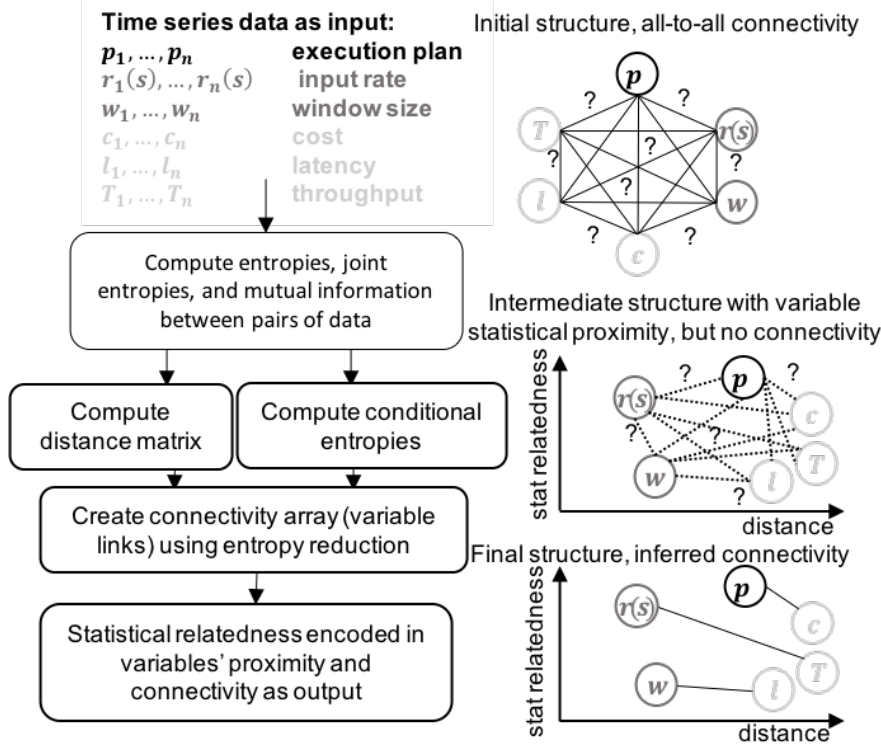 Time series data as input:
p₁, ..., pₙ execution plan
r₁(s), ..., rₙ(s) input rate
w₁, ..., wₙ window size
c₁, ..., cₙ cost
l₁, ..., lₙ latency
T₁, ..., Tₙ throughput
Compute entropies, joint
entropies, and mutual information
between pairs of data
Compute
distance matrix
Compute conditional
entropies
Create connectivity array (variable
links) using entropy reduction
Statistical relatedness encoded in
variables' proximity and
connectivity as output
Initial structure, all-to-all connectivity
p
? ?
T r(s)
? ? ?
?
l w
? ?
c
Intermediate structure with variable
statistical proximity, but no connectivity
stat relatedness
? p ?
r(s)
c
? ?
T
w l
?
distance
Final structure, inferred connectivity
stat relatedness
p
r(s)
c
T
w l
distance